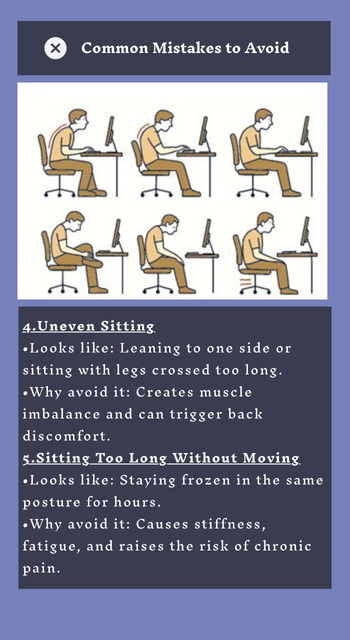 Common Mistakes to Avoid
4.Uneven Sitting
•Looks like: Leaning to one side or
sitting with legs crossed too long.
•Why avoid it: Creates muscle
imbalance and can trigger back
discomfort.
5.Sitting Too Long Without Moving
•Looks like: Staying frozen in the same
posture for hours.
•Why avoid it: Causes stiffness,
fatigue, and raises the risk of chronic
pain.